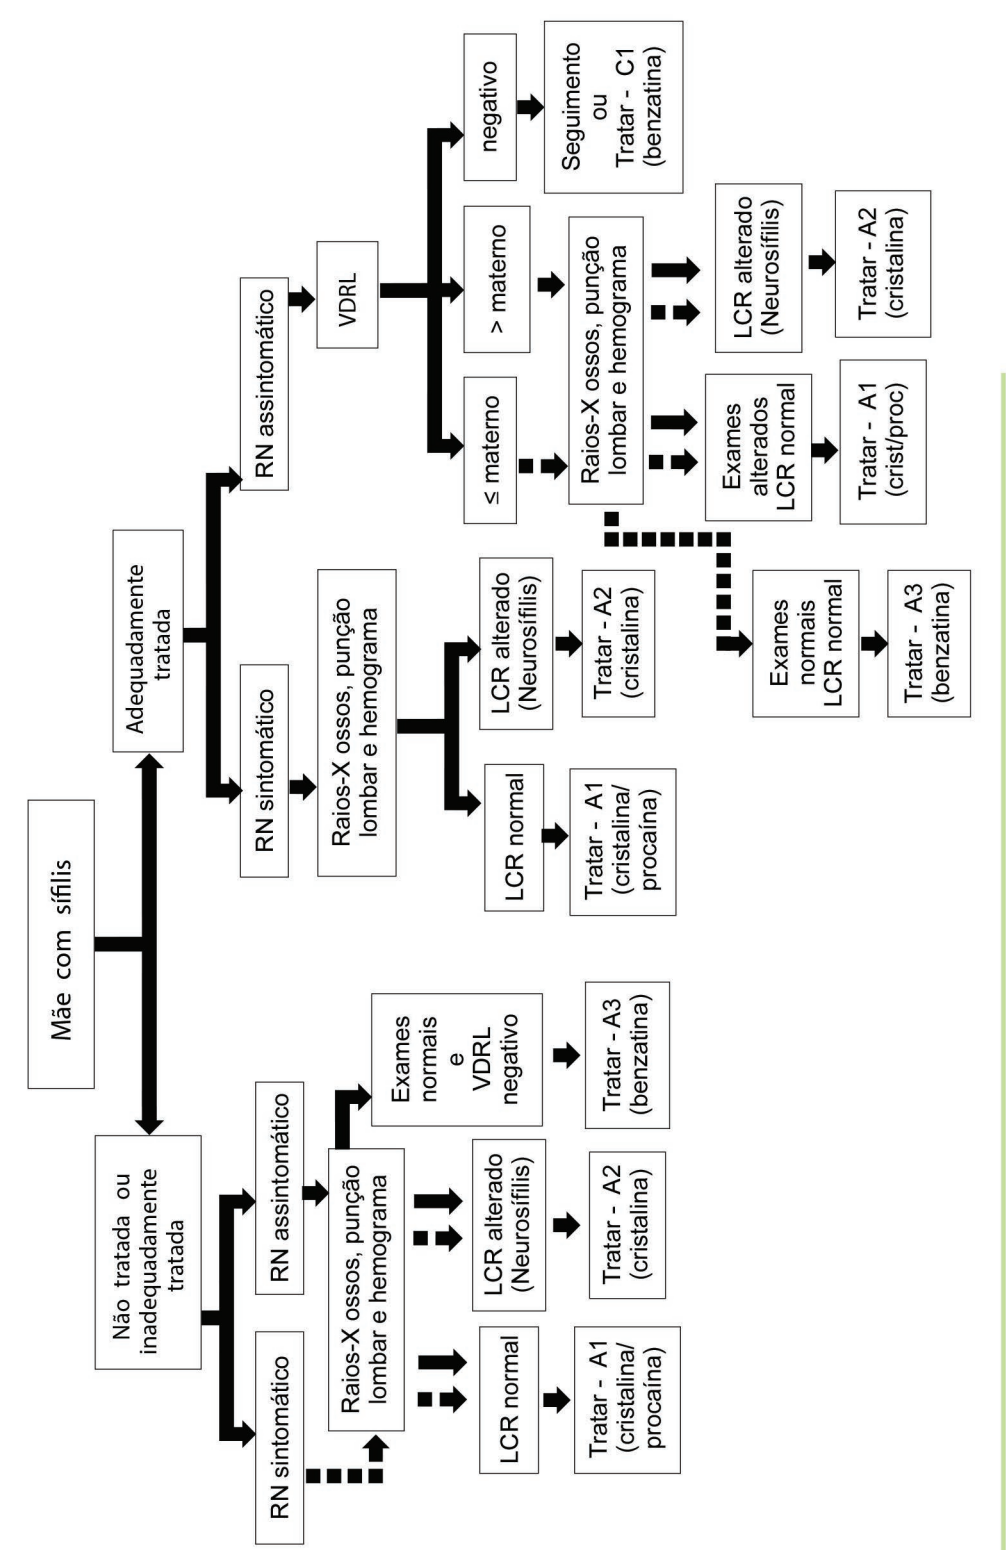 Mãe com sífilis
Não tratada ou
inadequadamente
tratada
Adequadamente
tratada
RN sintomático
RN assintomático
RN sintomático
RN assintomático
Raios-X ossos, punção
lombar e hemograma
Raios-X ossos, punção
lombar e hemograma
VDRL
Exames
normais
e
VDRL
negativo
≤ materno
> materno
negativo
LCR normal
LCR alterado
(Neurosífilis)
LCR normal
LCR alterado
(Neurosífilis)
Raios-X ossos, punção
lombar e hemograma
Seguimento
ou
Tratar - C1
(benzatina)
Tratar - A1
(cristalina/
procaína)
Tratar - A2
(cristalina)
Tratar - A3
(benzatina)
Tratar - A1
(cristalina/
procaína)
Tratar - A2
(cristalina)
Exames
alterados
LCR normal
LCR alterado
(Neurosífilis)
Exames
normais
LCR normal
Tratar - A1
(crist/proc)
Tratar - A2
(cristalina)
Tratar - A3
(benzatina)